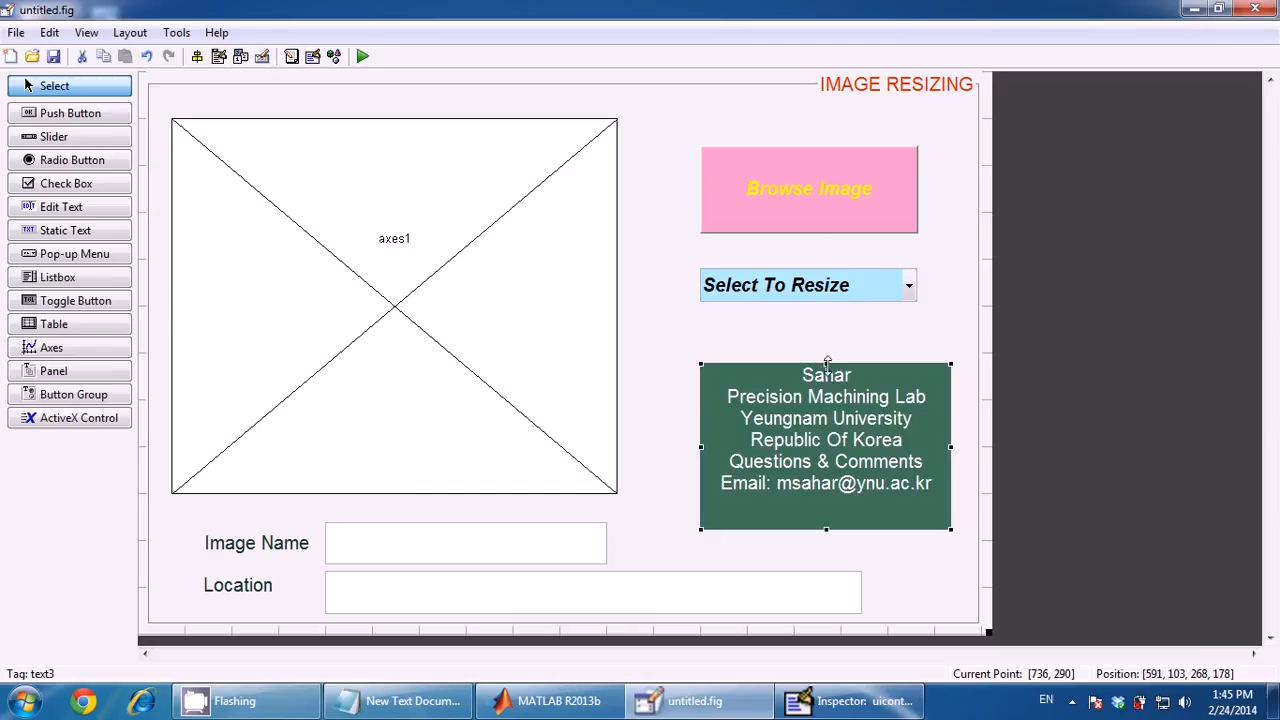 untitled.fig
File Edit View Layout Tools Help
Select
Push Button
Slider
Radio Button
Check Box
Edit Text
Static Text
Pop-up Menu
Listbox
Toggle Button
Table
Axes
Panel
Button Group
ActiveX Control
IMAGE RESIZING
axes1
Browse Image
Select To Resize
Sahar
Precision Machining Lab
Yeungnam University
Republic Of Korea
Questions & Comments
Email: msahar@ynu.ac.kr
Image Name
Location
Tag: text3
Current Point: [736, 290] Position: [591, 103, 268, 178]
Flashing
New Text Docum...
MATLAB R2013b
untitled.fig
Inspector: uicont...
EN
1:45 PM
2/24/2014